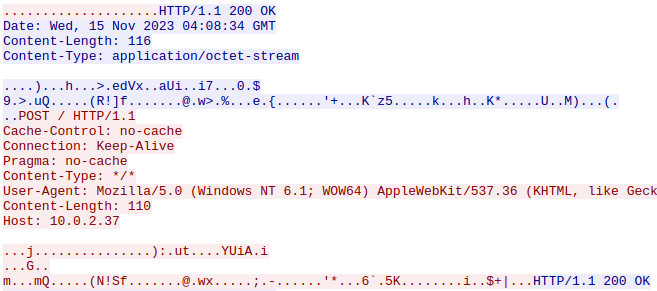 ....................HTTP/1.1 200 OK
Date: Wed, 15 Nov 2023 04:08:34 GMT
Content-Length: 116
Content-Type: application/octet-stream

....)...h...>.edVx..aUi..i7...0.$
9.>.uQ.....(R!]f.......@.w>.%...e.{......'+...K`z5.....k...h..K*.....U..M)...(.
..POST / HTTP/1.1
Cache-Control: no-cache
Connection: Keep-Alive
Pragma: no-cache
Content-Type: */*
User-Agent: Mozilla/5.0 (Windows NT 6.1; WOW64) AppleWebKit/537.36 (KHTML, like Geck
Content-Length: 110
Host: 10.0.2.37

...j...............):.ut....YUiA.i
...G..
m...mQ.....(N!Sf.......@.wx.....;.-......'*...6`.5K........i..$+|...HTTP/1.1 200 OK